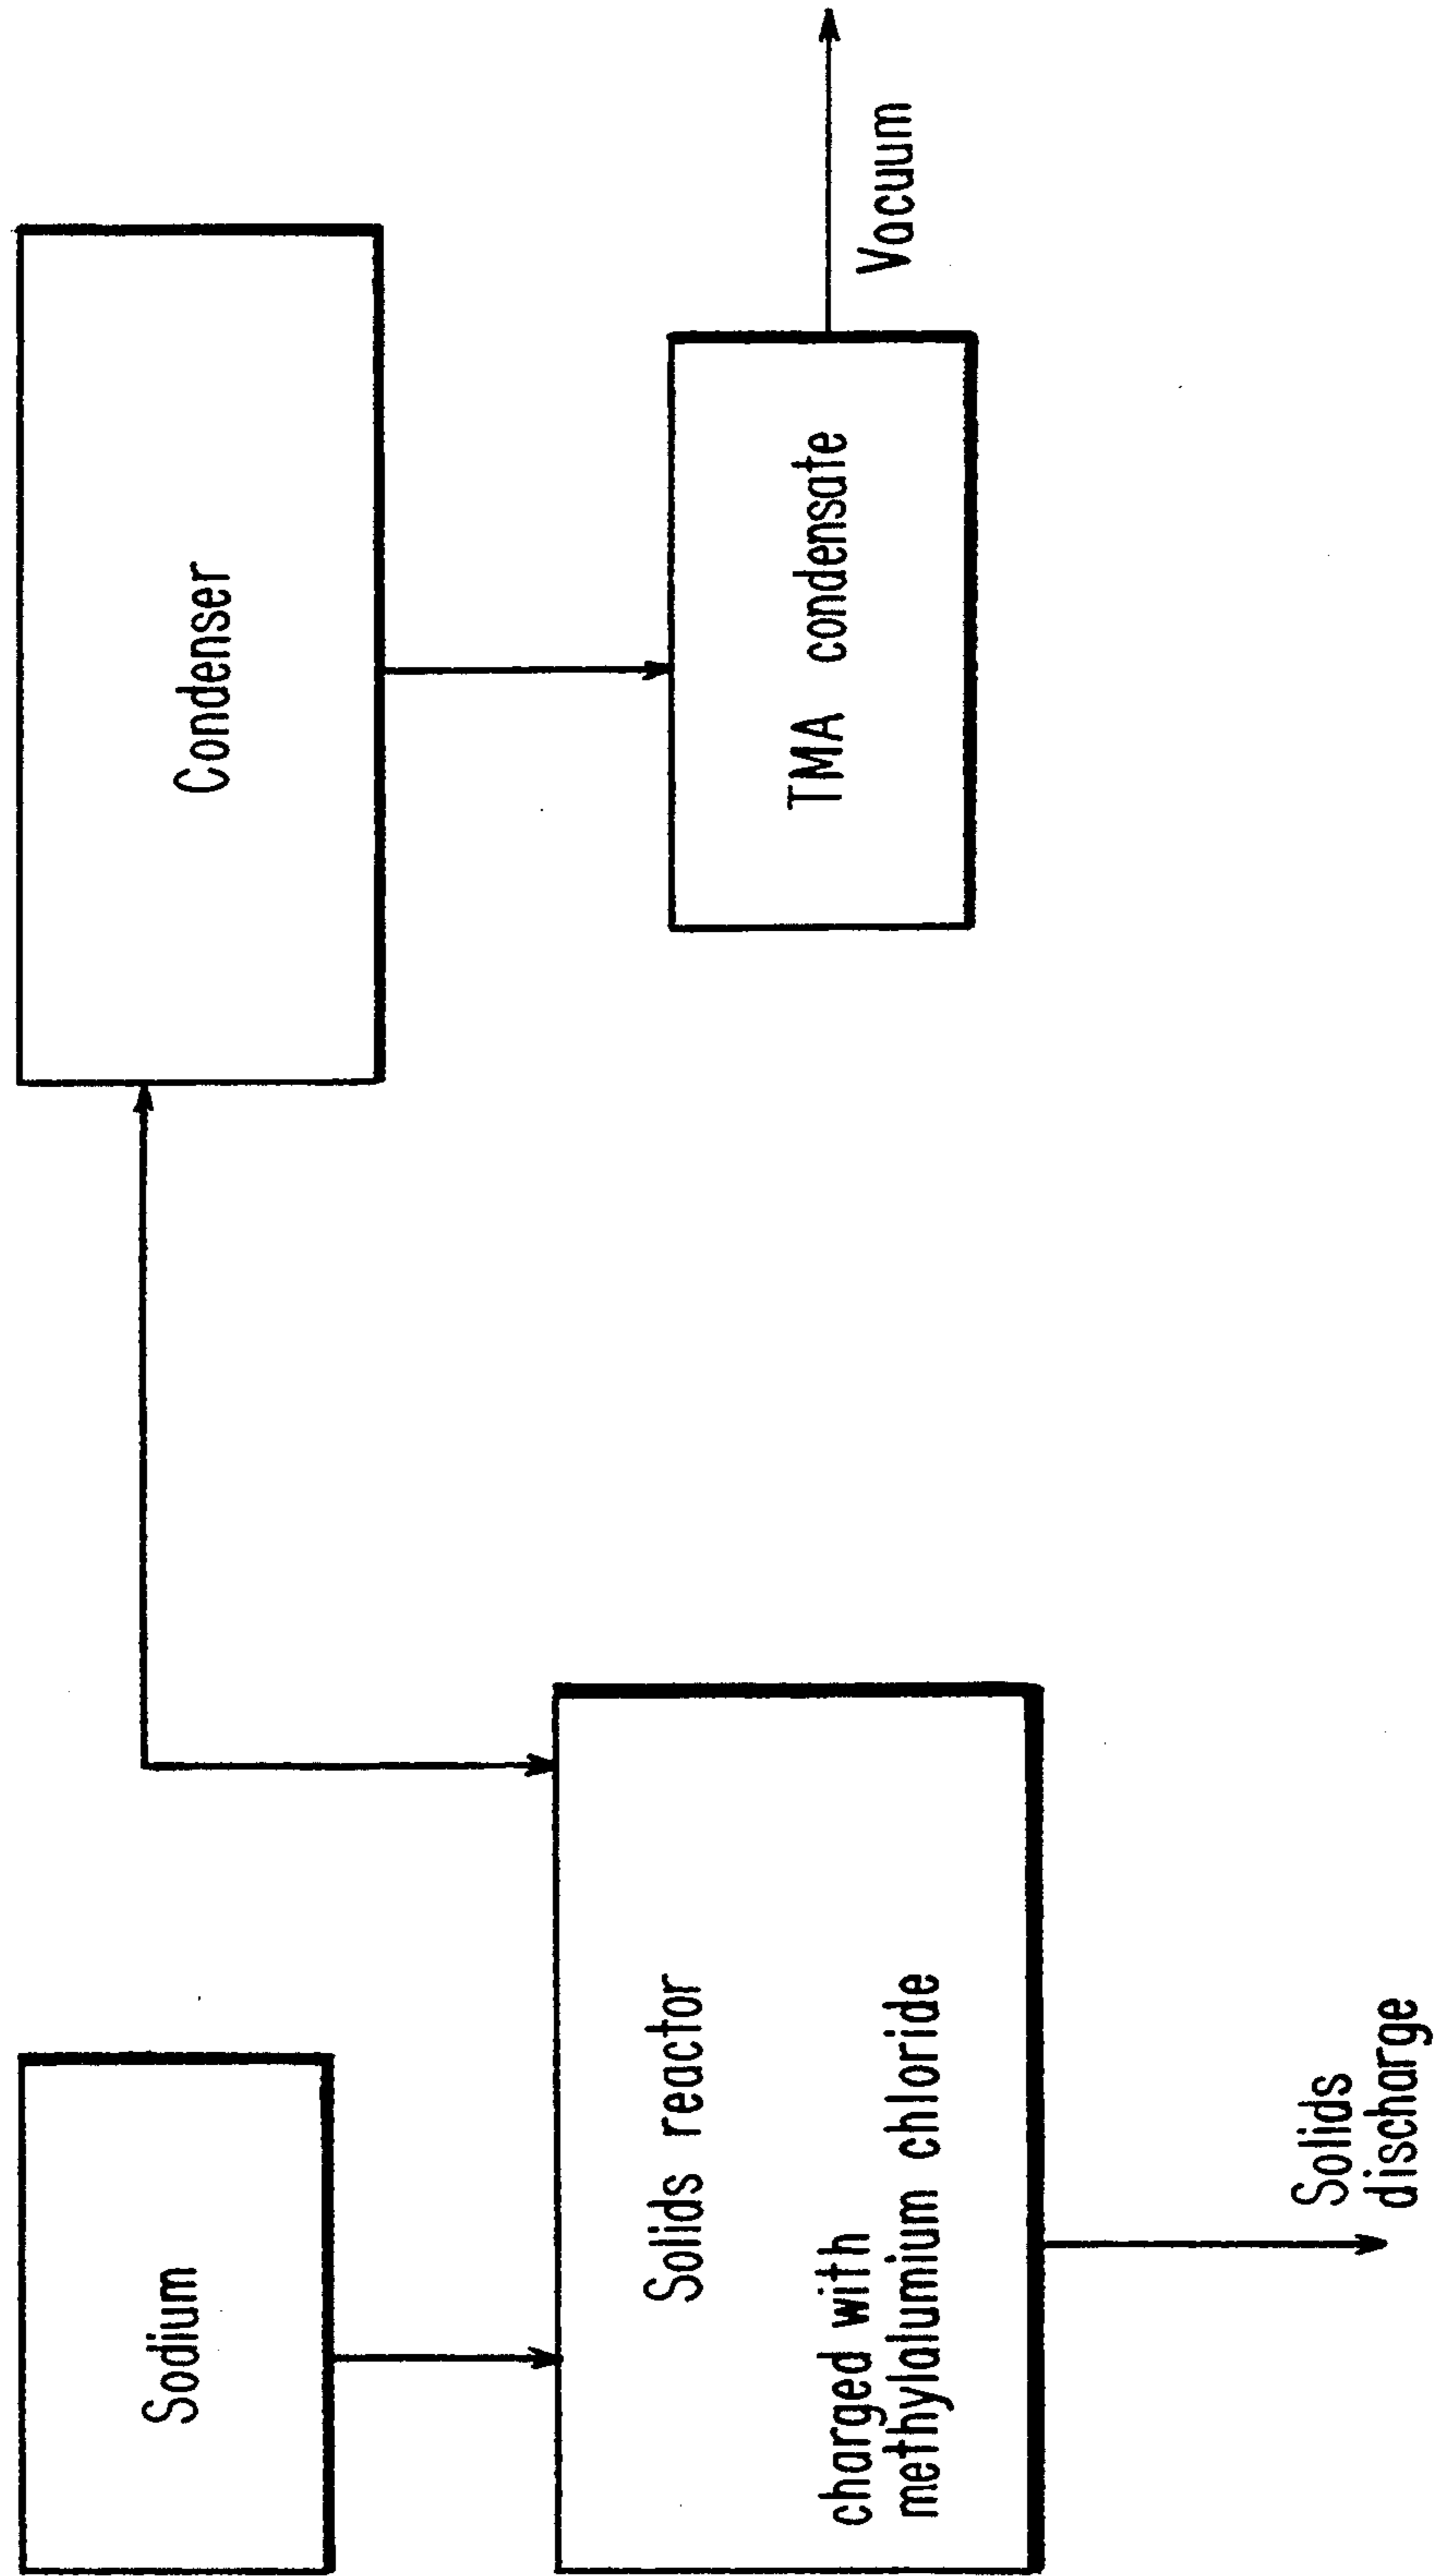 Sodium
Condenser
Solids reactor
charged with
methylalumium chloride
TMA condensate
Vacuum
Solids
discharge